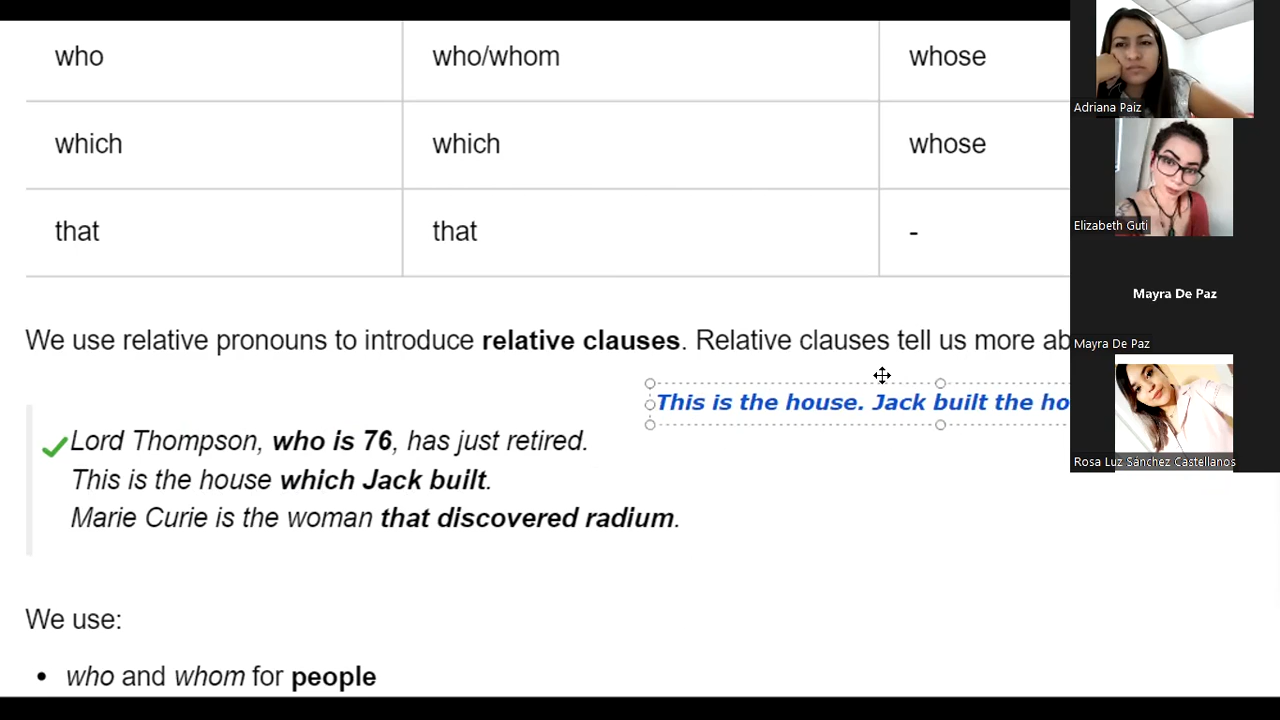 who who/whom whose
which which whose
that that -
We use relative pronouns to introduce relative clauses. Relative clauses tell us more ab
This is the house. Jack built the ho
Lord Thompson, who is 76, has just retired.
This is the house which Jack built.
Marie Curie is the woman that discovered radium.
We use:
• who and whom for people
Adriana Paiz
Elizabeth Guti
Mayra De Paz
Mayra De Paz
Rosa Luz Sánchez Castellanos